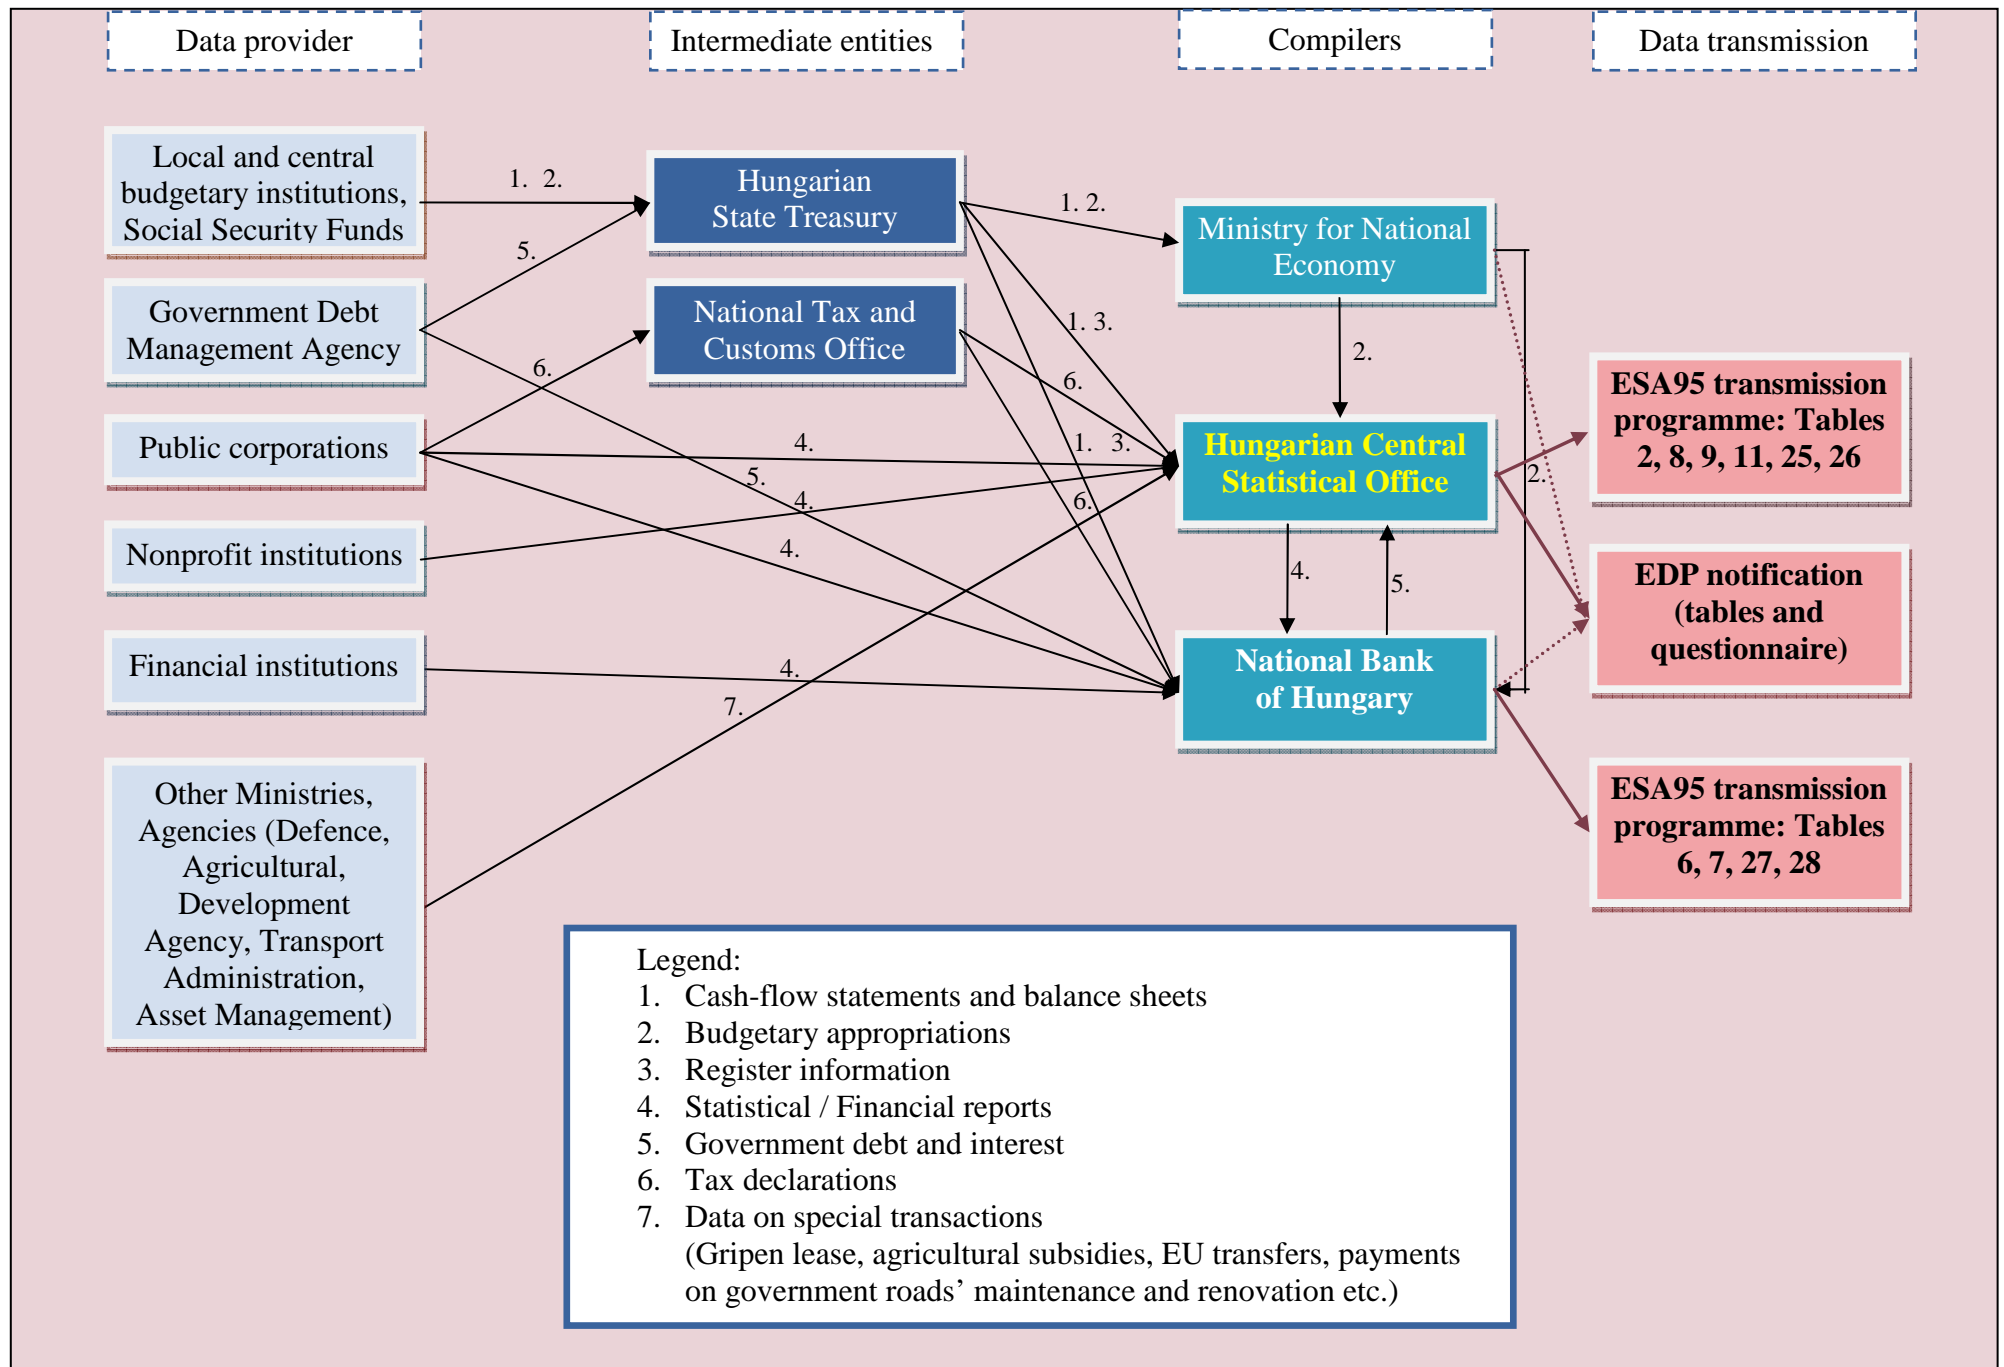 Data provider
Intermediate entities
Compilers
Data transmission
Local and central
budgetary institutions,
Social Security Funds
Government Debt
Management Agency
Public corporations
Nonprofit institutions
Financial institutions
Other Ministries,
Agencies (Defence,
Agricultural,
Development
Agency, Transport
Administration,
Asset Management)
1. 2.
5.
6.
4.
5.
4.
4.
4.
7.
Hungarian
State Treasury
National Tax and
Customs Office
1. 2.
1. 3.
6.
1. 3.
6.
Ministry for National
Economy
2.
Hungarian Central
Statistical Office
4.
5.
National Bank
of Hungary
2.
ESA95 transmission
programme: Tables
2, 8, 9, 11, 25, 26
EDP notification
(tables and
questionnaire)
ESA95 transmission
programme: Tables
6, 7, 27, 28
Legend:
1. Cash-flow statements and balance sheets
2. Budgetary appropriations
3. Register information
4. Statistical / Financial reports
5. Government debt and interest
6. Tax declarations
7. Data on special transactions
(Gripen lease, agricultural subsidies, EU transfers, payments
on government roads’ maintenance and renovation etc.)